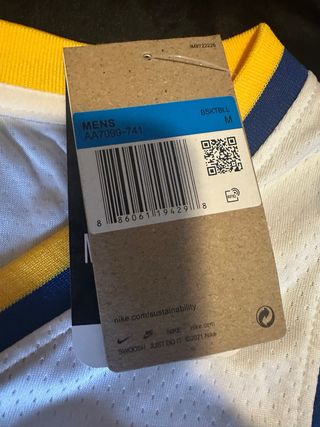 MENS
AA7099-741
BSKTBLL
M
8 86061 19429 8
RFID
nike.com/sustainability
NIKE
nike.com
SWOOSH JUST DO IT ©2021 Nike